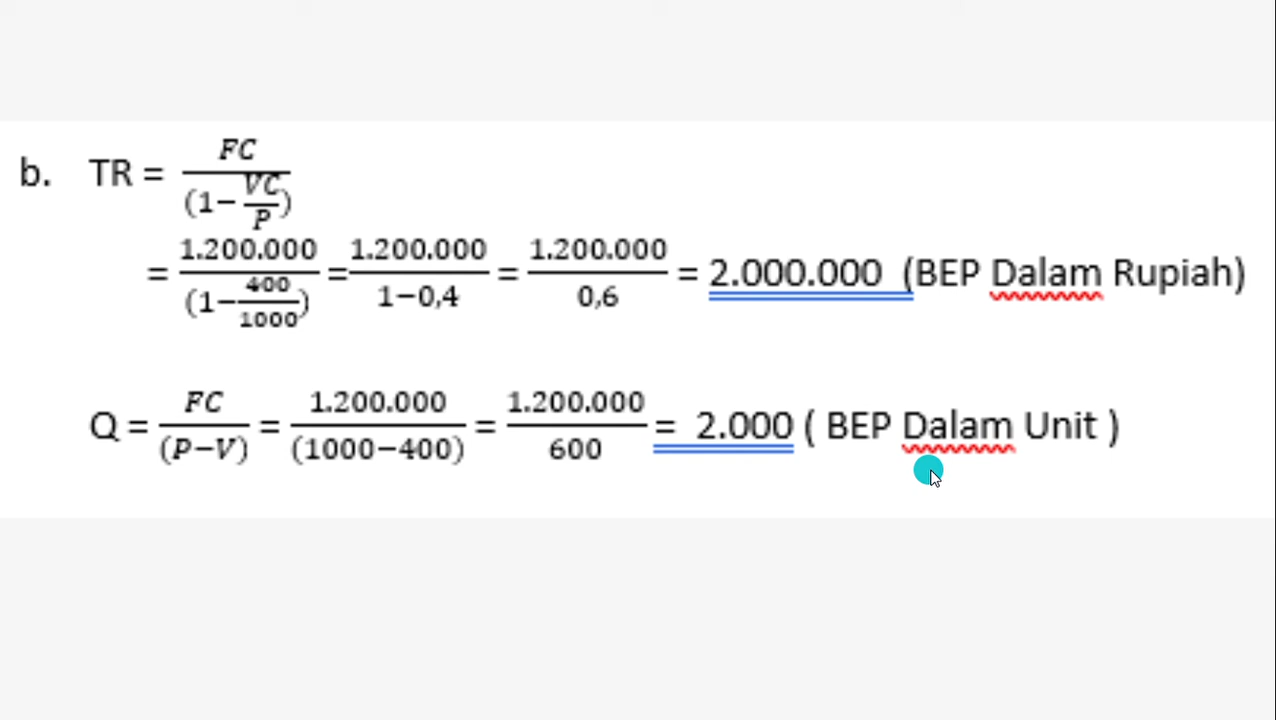 b. TR = FC / (1− VC/P)
= 1.200.000 / (1− 400/1000) = 1.200.000 / 1−0,4 = 1.200.000 / 0,6 = 2.000.000 (BEP Dalam Rupiah)
Q = FC / (P−V) = 1.200.000 / (1000−400) = 1.200.000 / 600 = 2.000 ( BEP Dalam Unit )